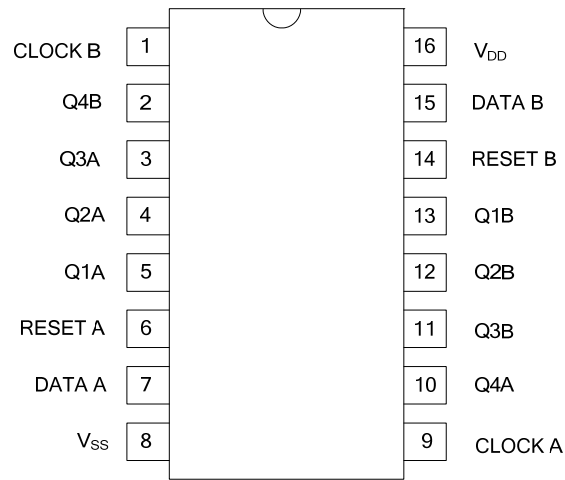 CLOCK B 1 16 VDD
Q4B 2 15 DATA B
Q3A 3 14 RESET B
Q2A 4 13 Q1B
Q1A 5 12 Q2B
RESET A 6 11 Q3B
DATA A 7 10 Q4A
VSS 8 9 CLOCK A